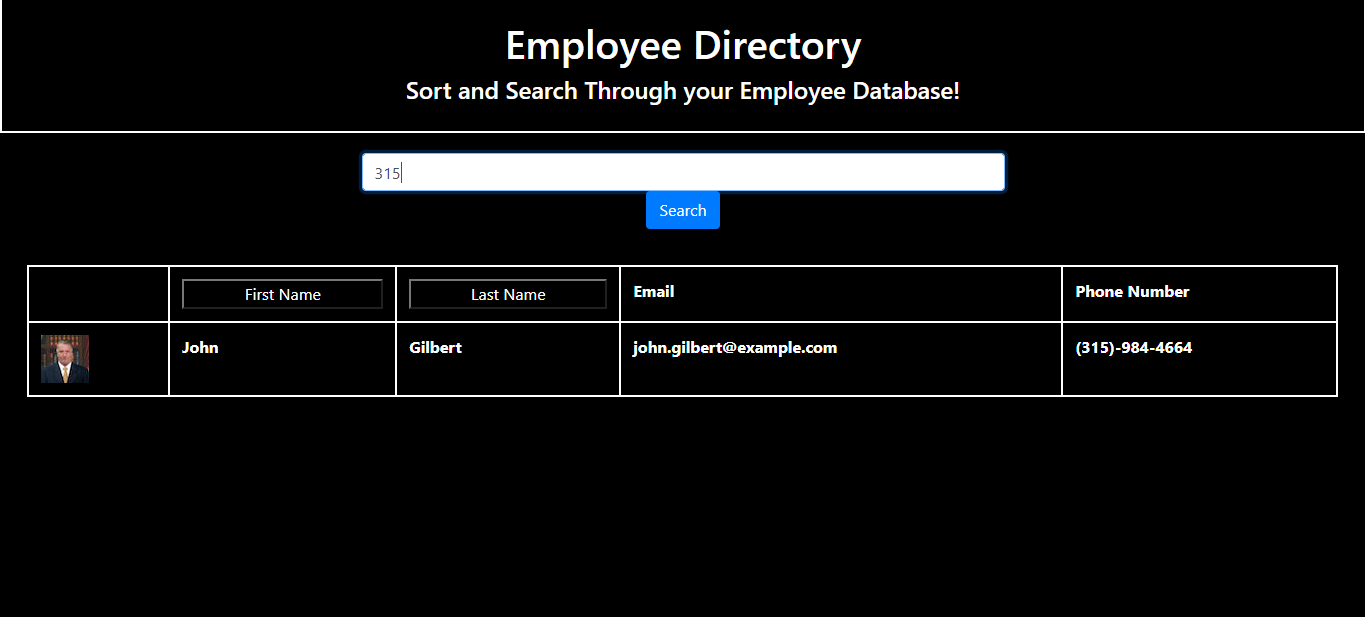 Employee Directory
Sort and Search Through your Employee Database!
315
Search
First Name Last Name Email Phone Number
John Gilbert john.gilbert@example.com (315)-984-4664